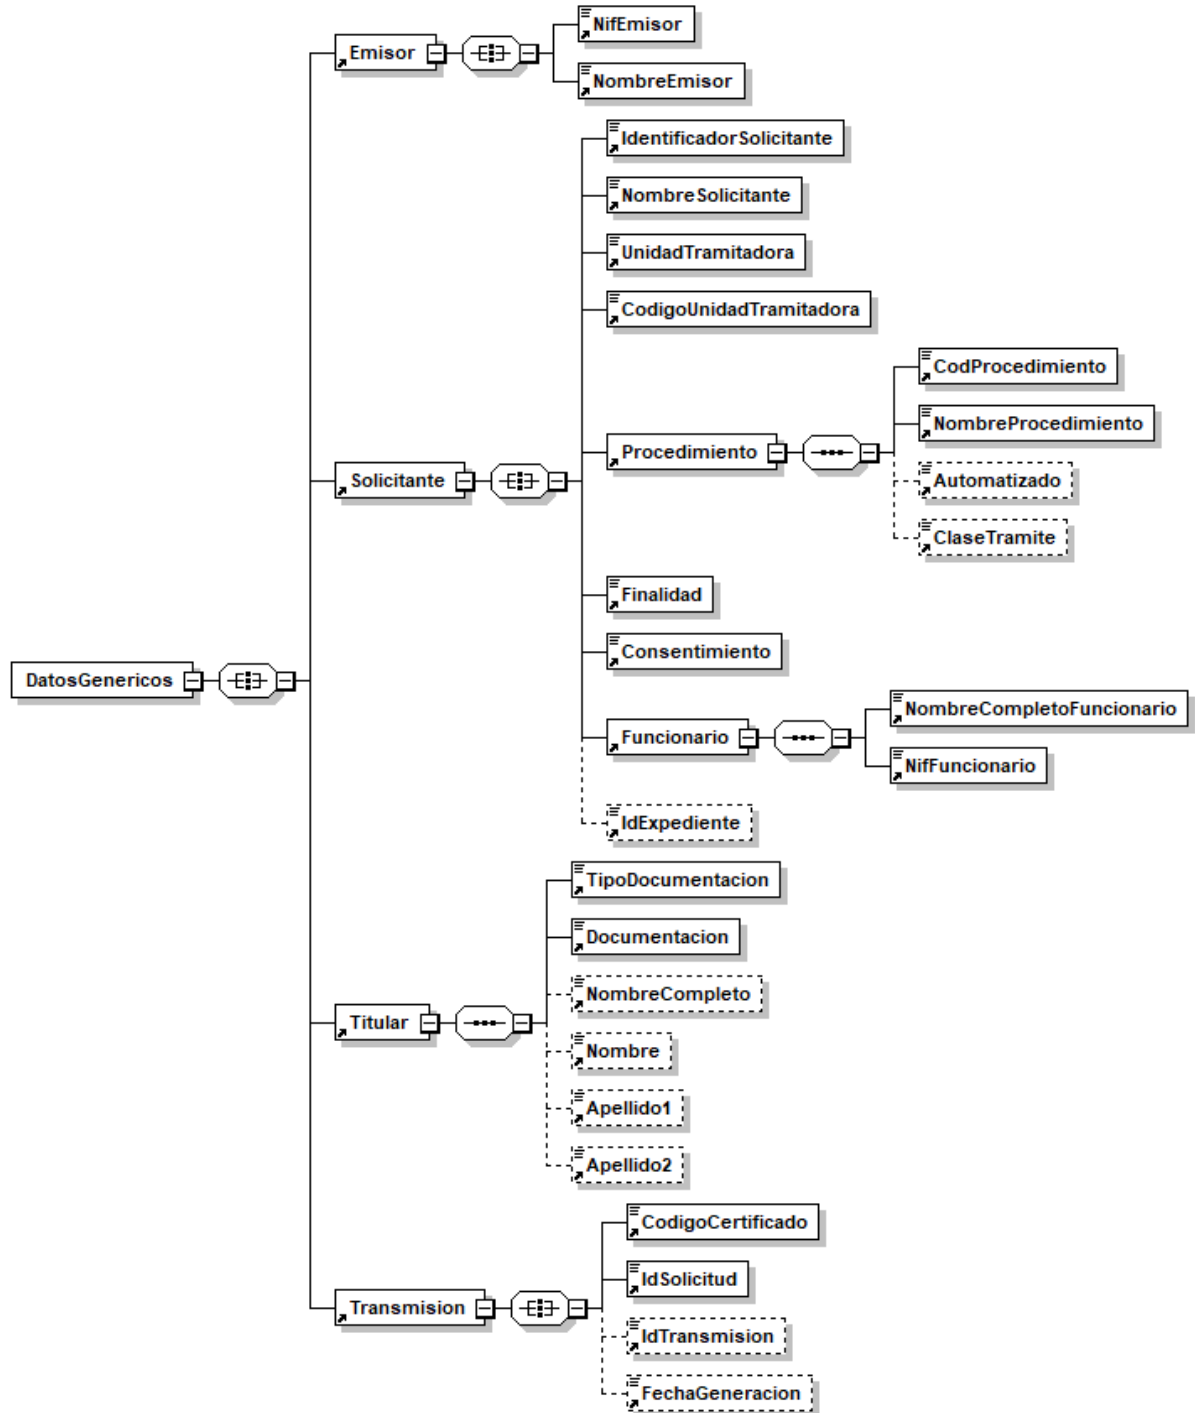 NifEmisor
Emisor
NombreEmisor
IdentificadorSolicitante
NombreSolicitante
UnidadTramitadora
CodigoUnidadTramitadora
CodProcedimiento
NombreProcedimiento
Procedimiento
Solicitante
Automatizado
ClaseTramite
Finalidad
Consentimiento
DatosGenericos
NombreCompletoFuncionario
Funcionario
NifFuncionario
IdExpediente
TipoDocumentacion
Documentacion
NombreCompleto
Titular
Nombre
Apellido1
Apellido2
CodigoCertificado
IdSolicitud
Transmision
IdTransmision
FechaGeneracion